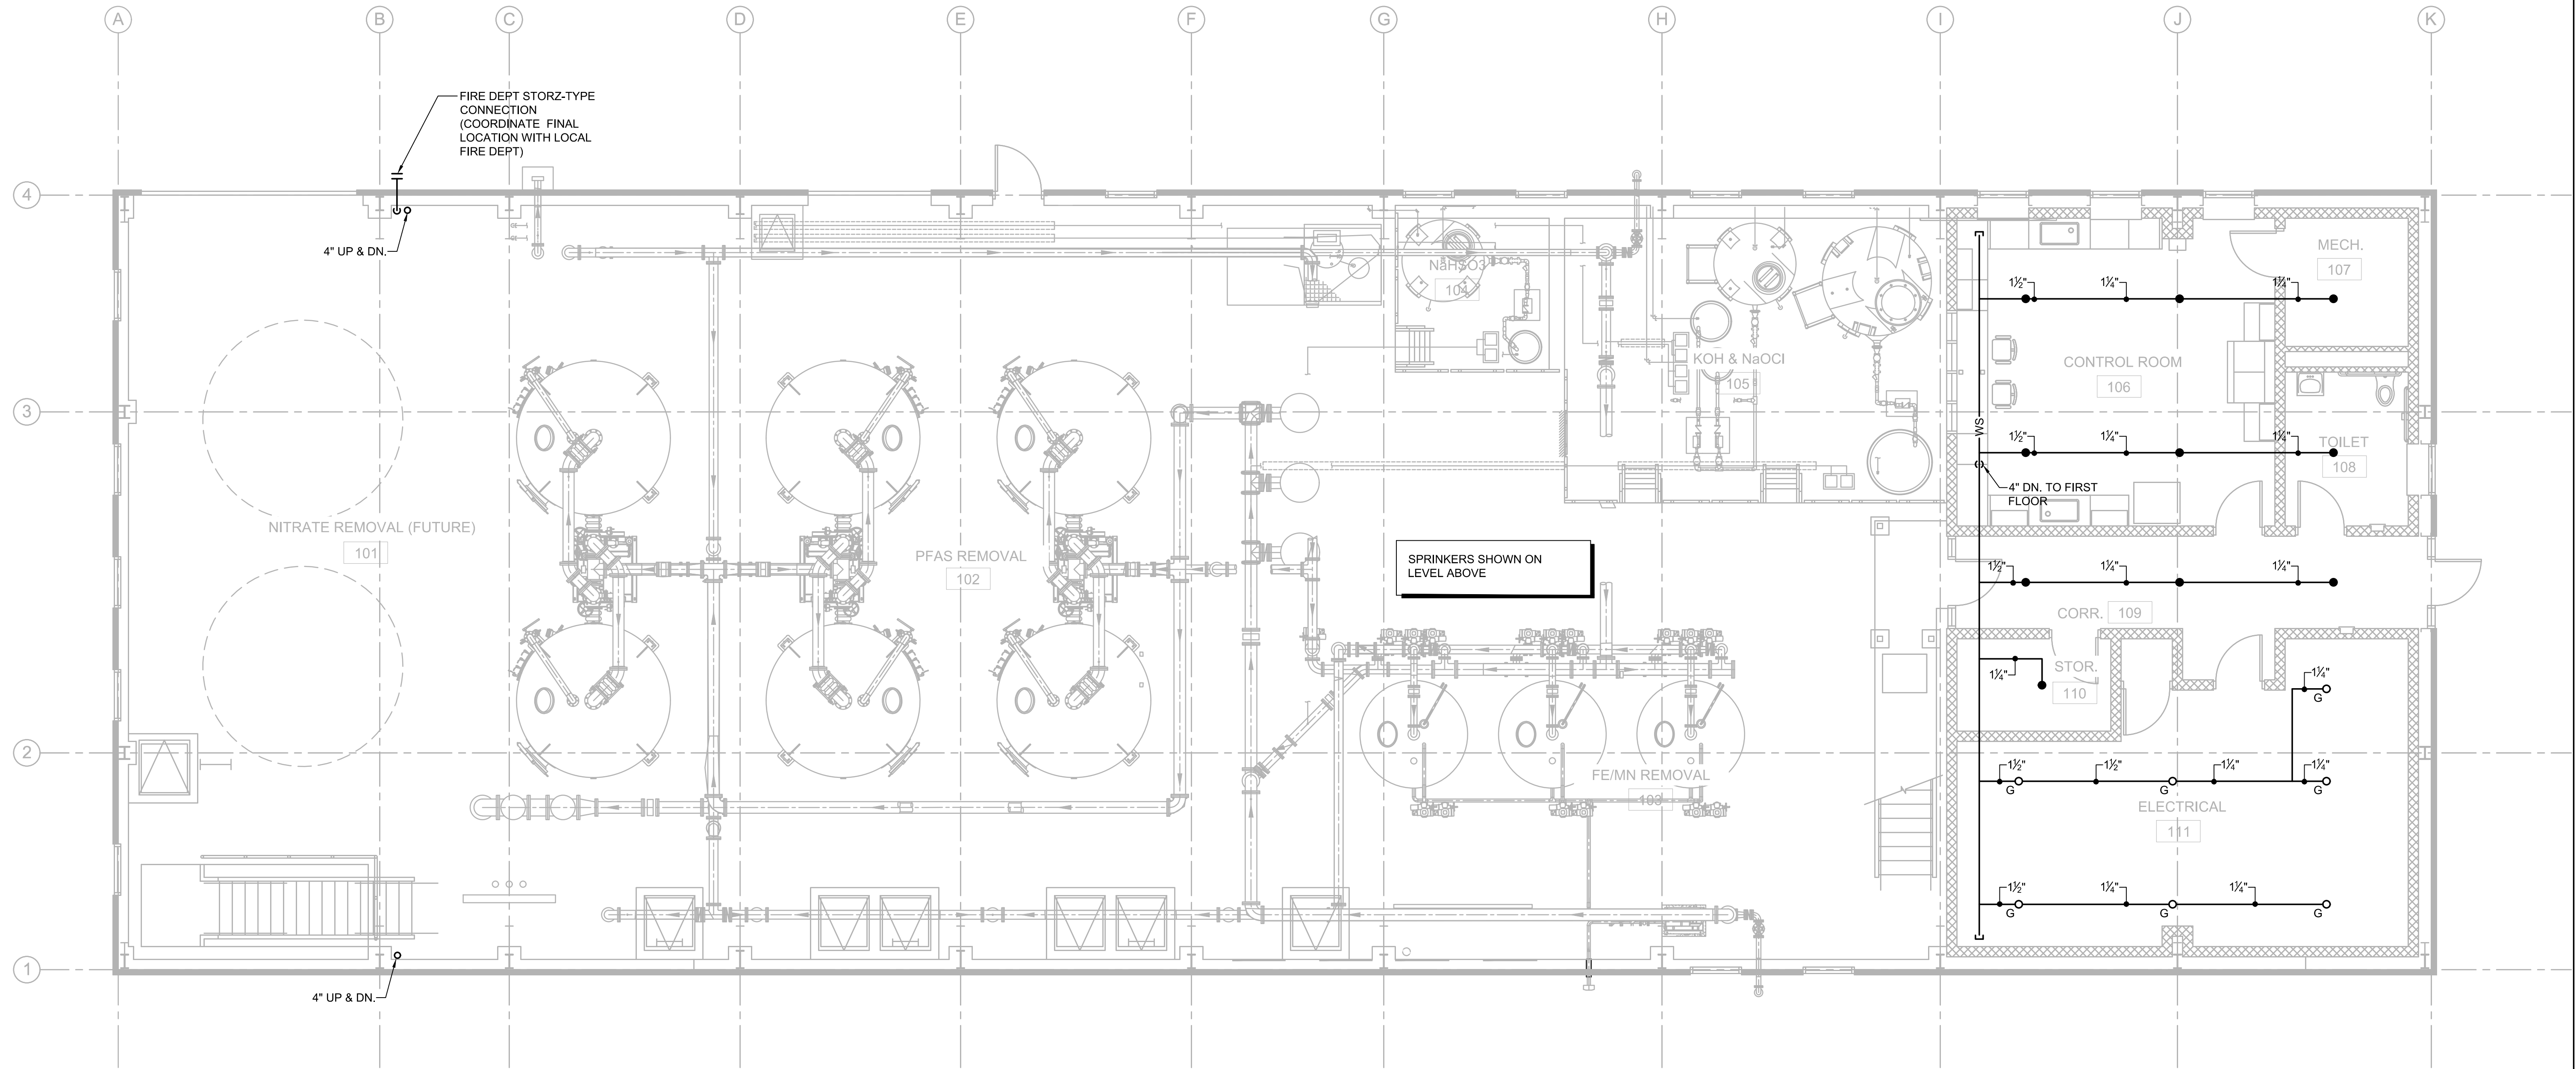 A
B
C
D
E
F
G
H
I
J
K
FIRE DEPT STORZ-TYPE
CONNECTION
(COORDINATE FINAL
LOCATION WITH LOCAL
FIRE DEPT)
4
4" UP & DN.
NaHSO3
104
MECH.
107
1½"
1¼"
1¼"
KOH & NaOCl
105
CONTROL ROOM
106
3
WS
1½"
1¼"
1¼"
TOILET
108
4" DN. TO FIRST
FLOOR
NITRATE REMOVAL (FUTURE)
101
PFAS REMOVAL
102
SPRINKERS SHOWN ON
LEVEL ABOVE
1½"
1¼"
1¼"
CORR.
109
STOR.
110
1¼"
1¼"
G
2
FE/MN REMOVAL
103
1½"
1½"
1¼"
1¼"
G
G
G
ELECTRICAL
111
1½"
1¼"
1¼"
G
G
G
1
4" UP & DN.